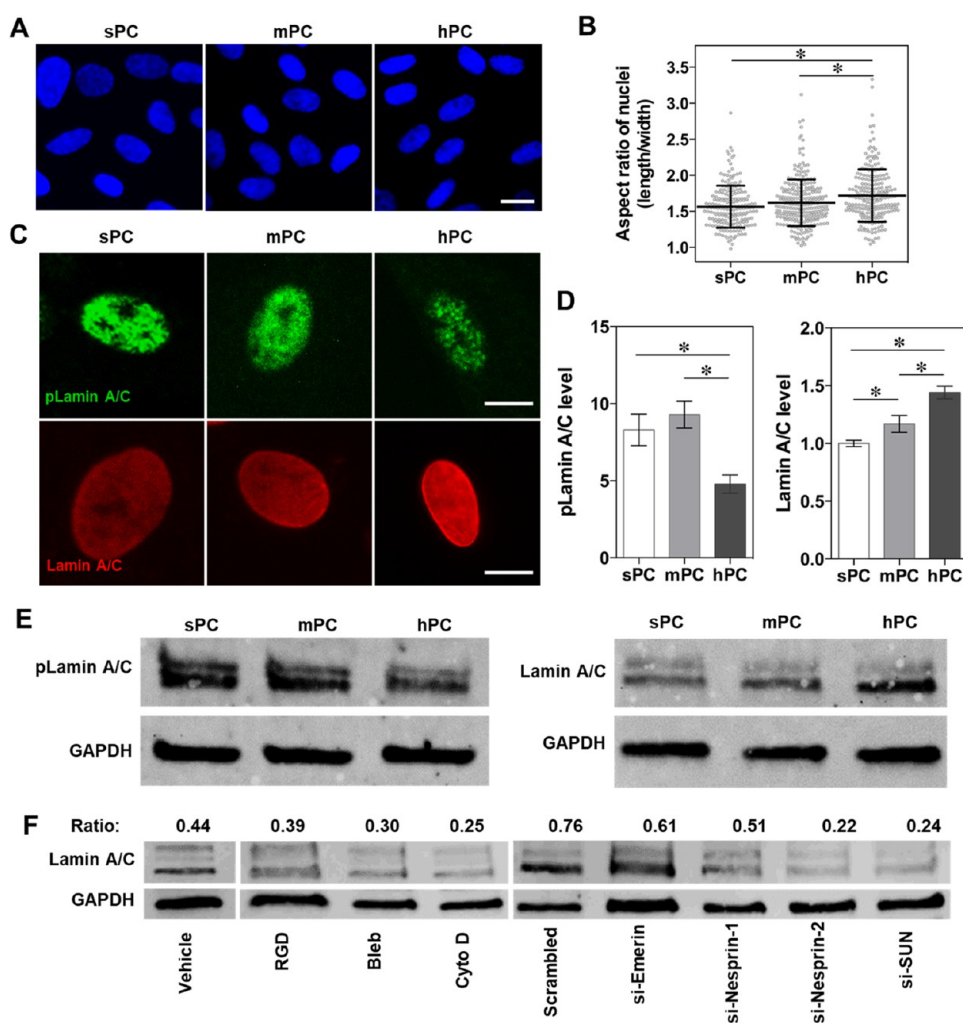 A
sPC mPC hPC
B
* *
Aspect ratio of nuclei
(length/width)
3.5
3.0
2.5
2.0
1.5
1.0
sPC mPC hPC
C
sPC mPC hPC
pLamin A/C
Lamin A/C
D
pLamin A/C level
15
10
5
0
* *
sPC mPC hPC
Lamin A/C level
2.0
1.5
1.0
0.5
0.0
* * *
sPC mPC hPC
E
sPC mPC hPC
pLamin A/C
GAPDH
sPC mPC hPC
Lamin A/C
GAPDH
F
Ratio: 0.44 0.39 0.30 0.25 0.76 0.61 0.51 0.22 0.24
Lamin A/C
GAPDH
Vehicle
RGD
Bleb
Cyto D
Scrambled
si-Emerin
si-Nesprin-1
si-Nesprin-2
si-SUN